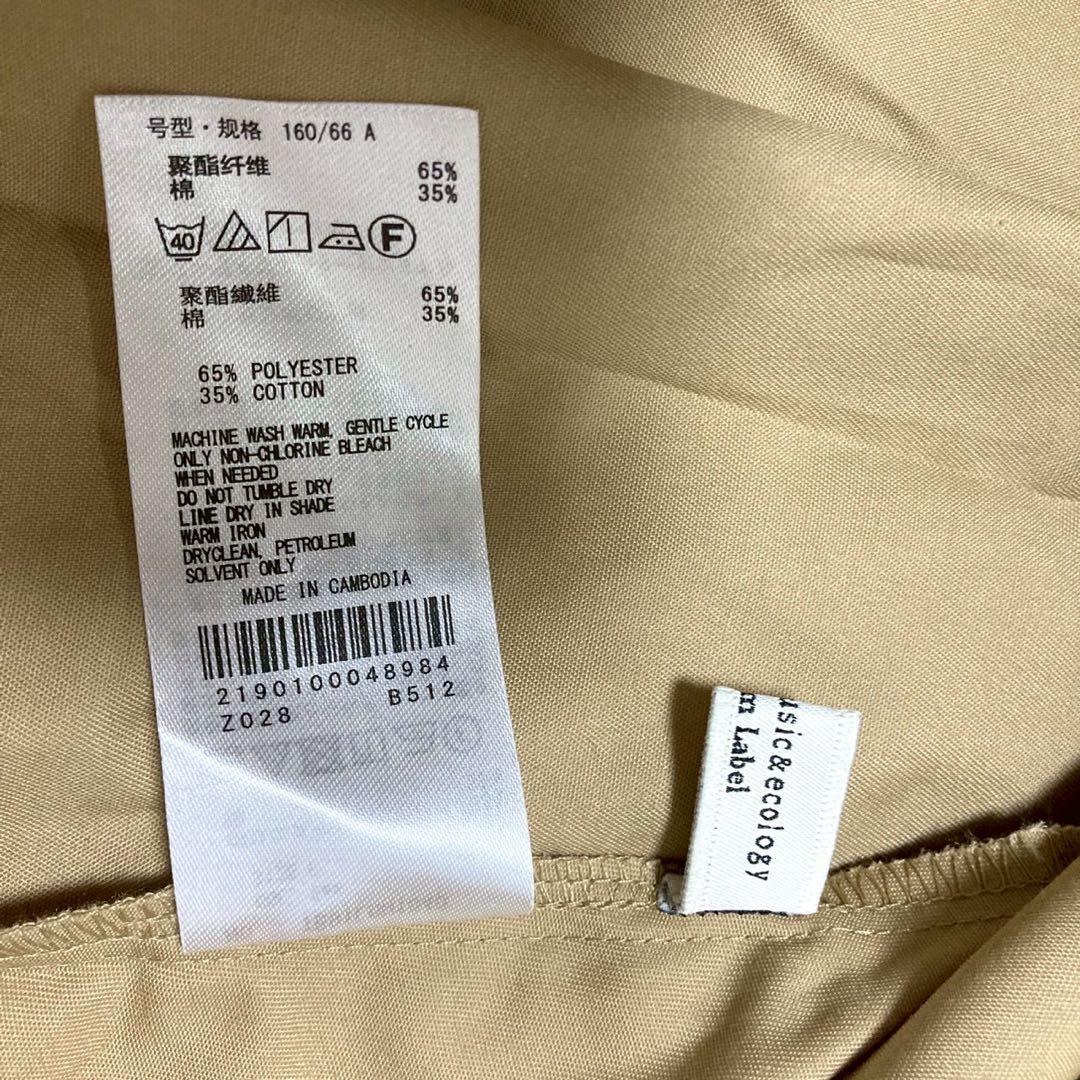 号型·规格 160/66 A
聚酯纤维 65%
棉 35%
40 F
聚酯纖維 65%
棉 35%
65% POLYESTER
35% COTTON
MACHINE WASH WARM, GENTLE CYCLE
ONLY NON-CHLORINE BLEACH
WHEN NEEDED
DO NOT TUMBLE DRY
LINE DRY IN SHADE
WARM IRON
DRYCLEAN, PETROLEUM
SOLVENT ONLY
MADE IN CAMBODIA
2190100048984
Z028 B512
usic&ecology
m Label